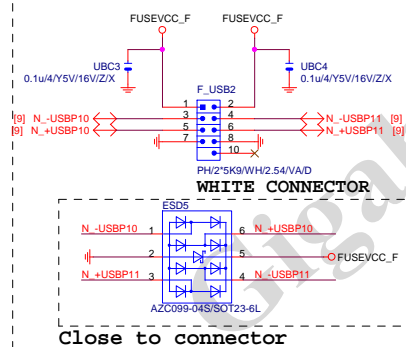 FUSEVCC_F FUSEVCC_F
UBC3 UBC4
0.1u/4/Y5V/16V/Z/X 0.1u/4/Y5V/16V/Z/X
F_USB2
1 2
[9] N_-USBP10 3 4 N_-USBP11 [9]
[9] N_+USBP10 5 6 N_+USBP11 [9]
7 8
10
PH/2*5K9/WH/2.54/VA/D
WHITE CONNECTOR
ESD5
N_-USBP10 1 6 N_+USBP10
2 5 FUSEVCC_F
N_+USBP11 3 4 N_-USBP11
AZC099-04S/SOT23-6L
Close to connector
Gigab